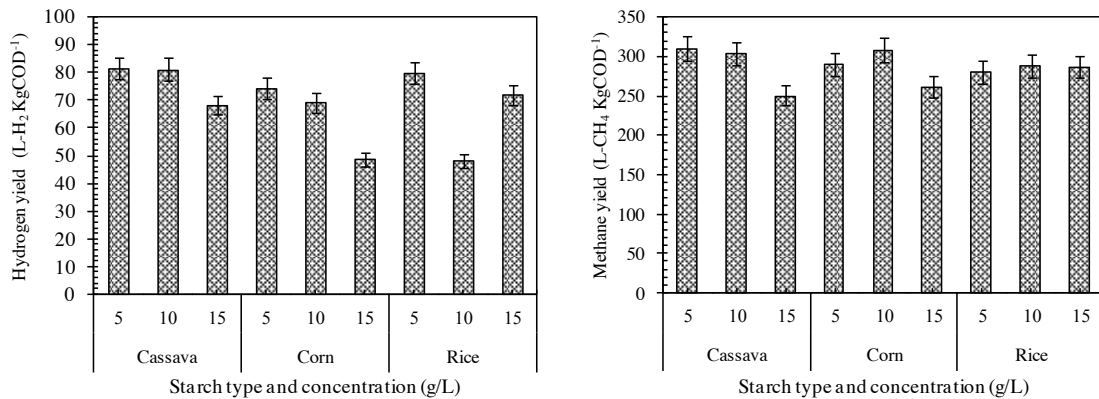 Hydrogen yield (L-H₂ KgCOD⁻¹)
100
90
80
70
60
50
40
30
20
10
0
5 10 15 5 10 15 5 10 15
Cassava Corn Rice
Starch type and concentration (g/L)
Methane yield (L-CH₄ KgCOD⁻¹)
350
300
250
200
150
100
50
0
5 10 15 5 10 15 5 10 15
Cassava Corn Rice
Starch type and concentration (g/L)